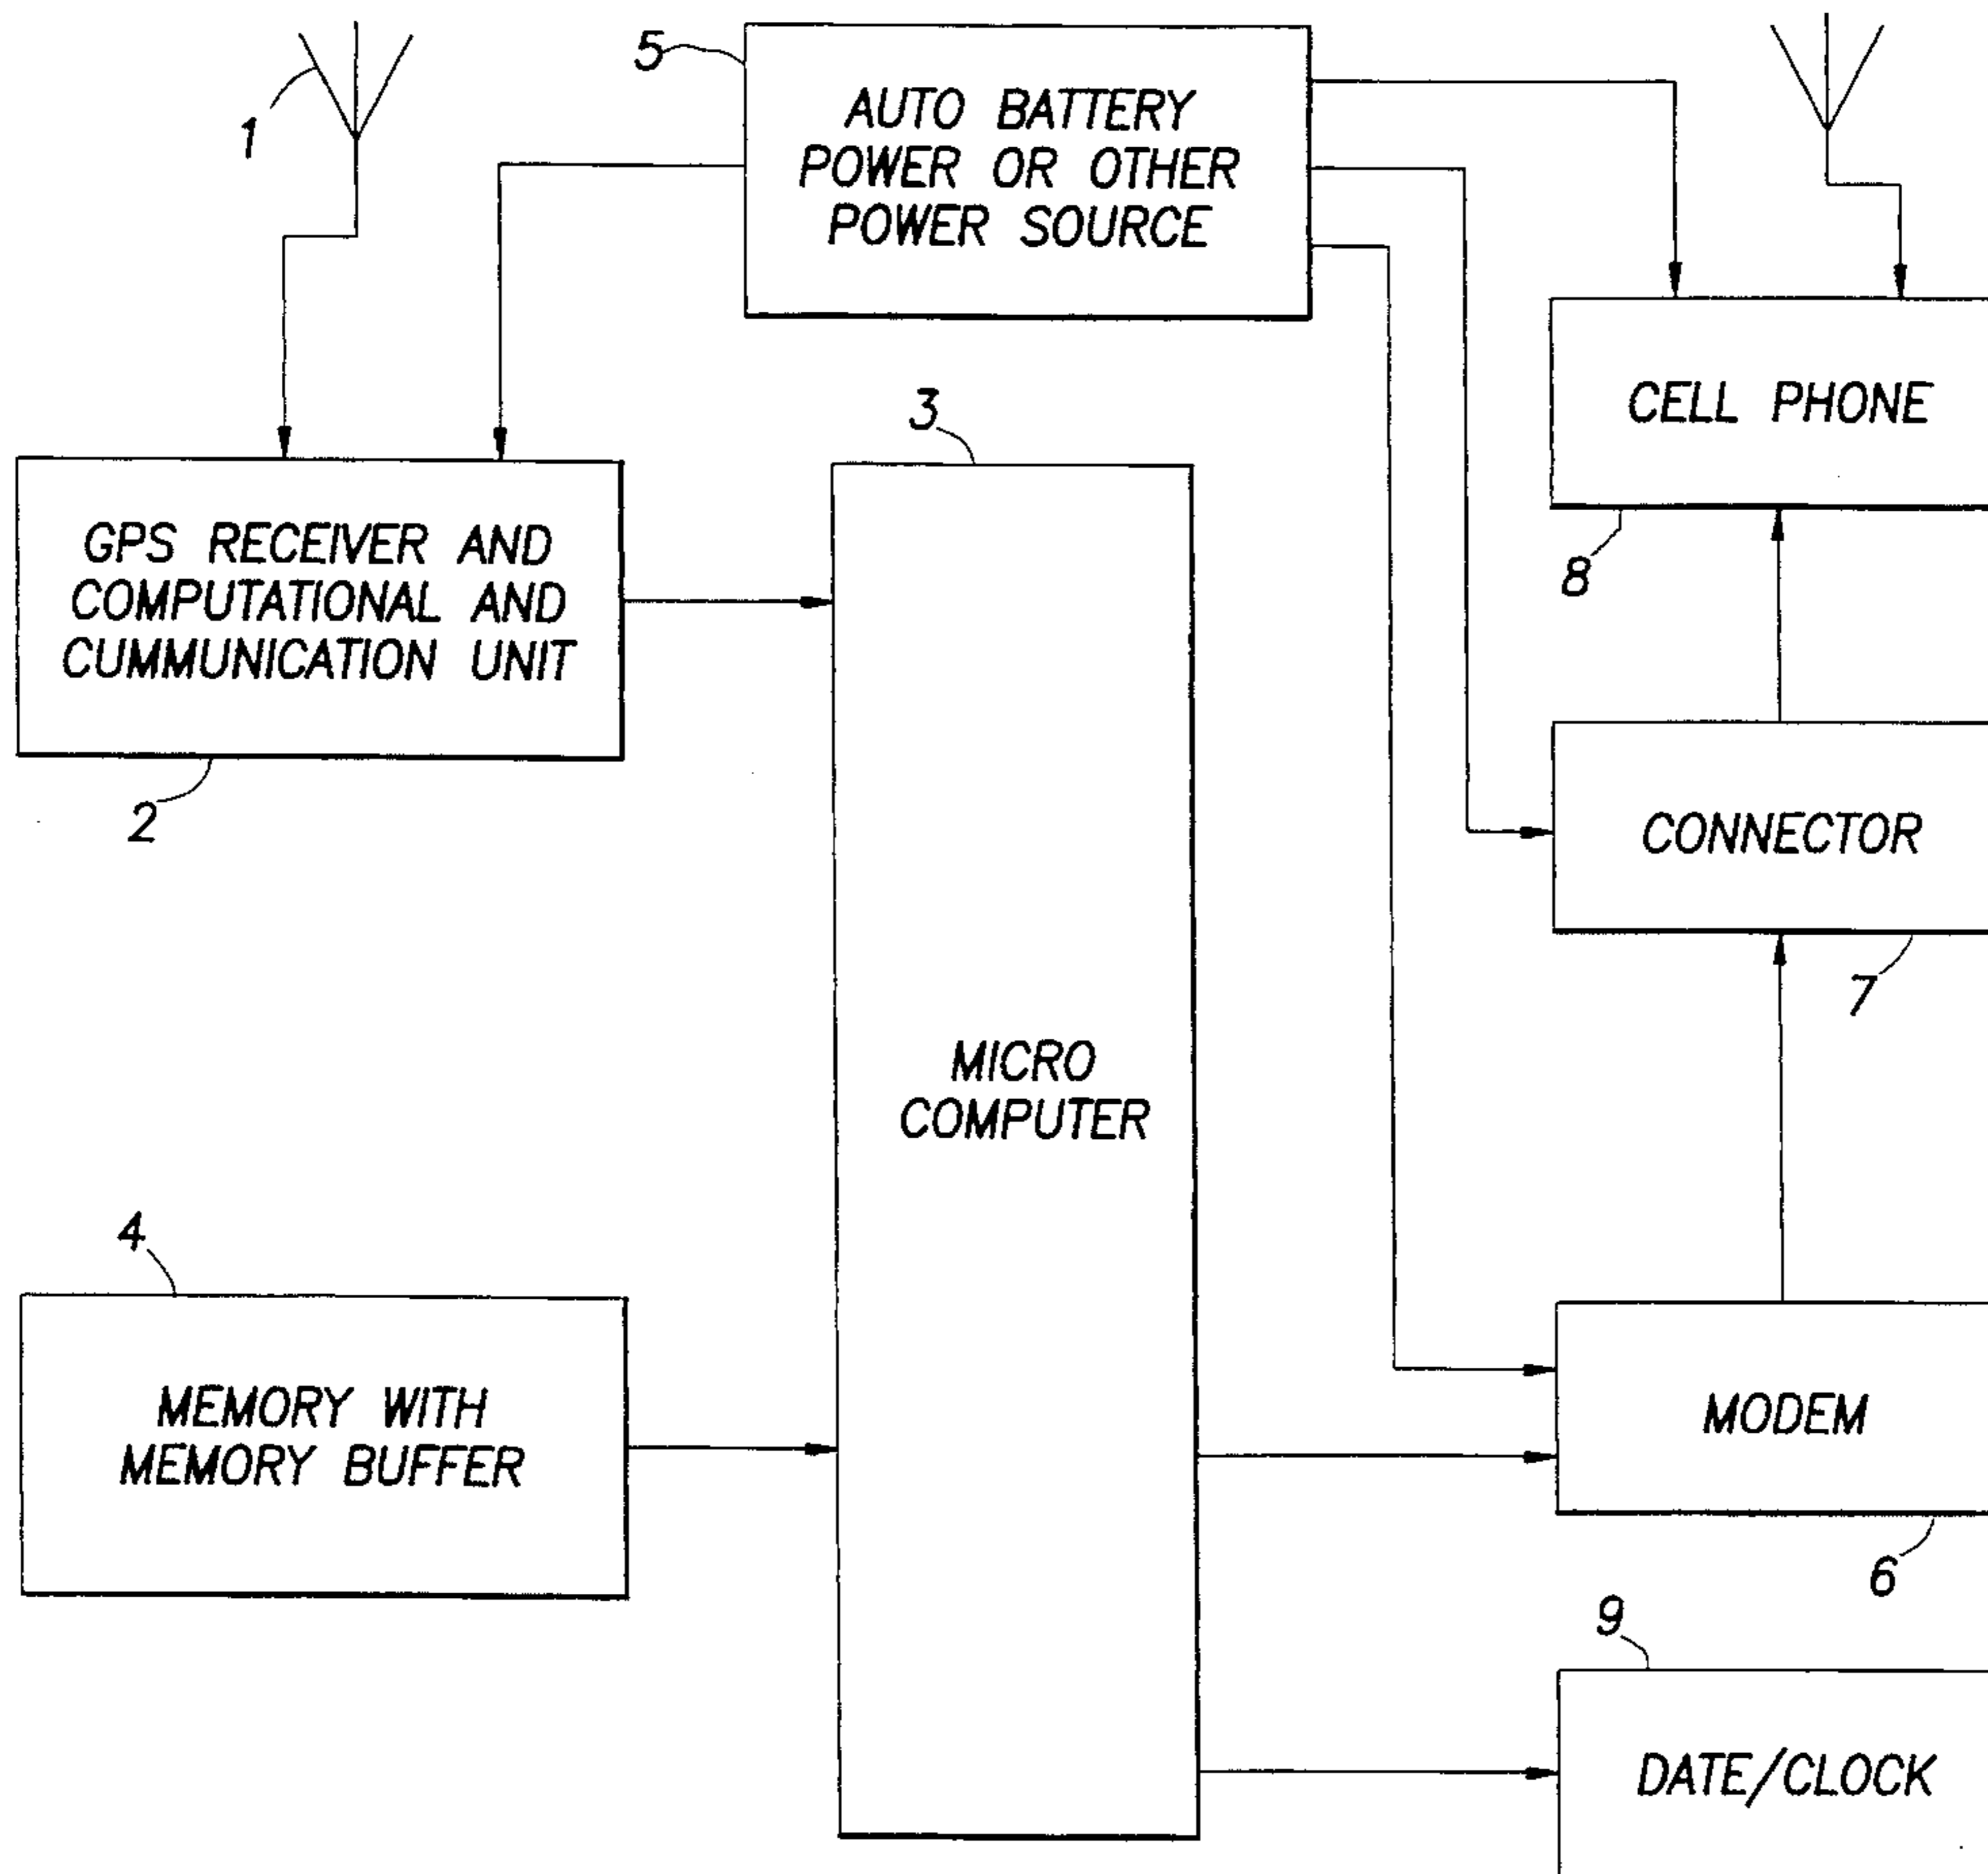 1
5
AUTO BATTERY
POWER OR OTHER
POWER SOURCE
CELL PHONE
8
3
GPS RECEIVER AND
COMPUTATIONAL AND
CUMMUNICATION UNIT
2
CONNECTOR
7
MICRO
COMPUTER
4
MEMORY WITH
MEMORY BUFFER
MODEM
6
9
DATE/CLOCK